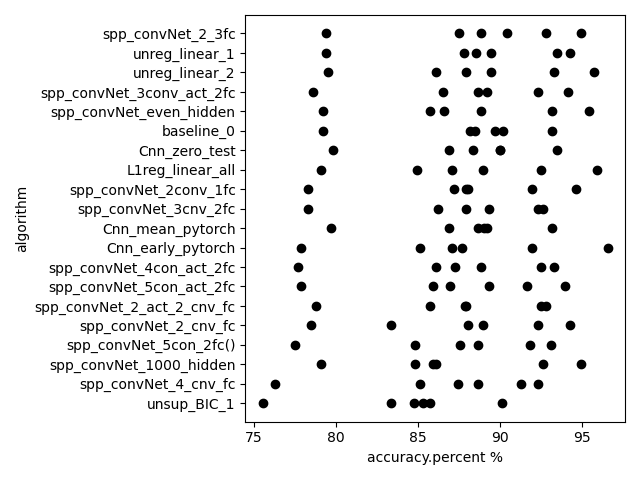 algorithm
spp_convNet_2_3fc
unreg_linear_1
unreg_linear_2
spp_convNet_3conv_act_2fc
spp_convNet_even_hidden
baseline_0
Cnn_zero_test
L1reg_linear_all
spp_convNet_2conv_1fc
spp_convNet_3cnv_2fc
Cnn_mean_pytorch
Cnn_early_pytorch
spp_convNet_4con_act_2fc
spp_convNet_5con_act_2fc
spp_convNet_2_act_2_cnv_fc
spp_convNet_2_cnv_fc
spp_convNet_5con_2fc()
spp_convNet_1000_hidden
spp_convNet_4_cnv_fc
unsup_BIC_1
75 80 85 90 95
accuracy.percent %